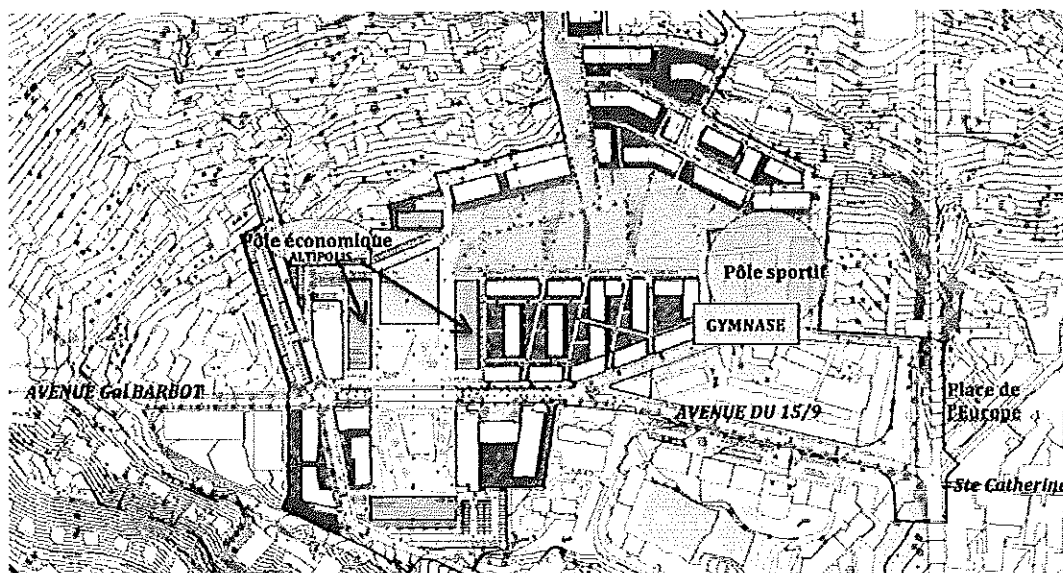 Pôle économique
ALTIPOLIS
Pôle sportif
GYMNASE
AVENUE Gal BARBOT
AVENUE DU 15/9
Place de
l'Europe
Ste Catherine